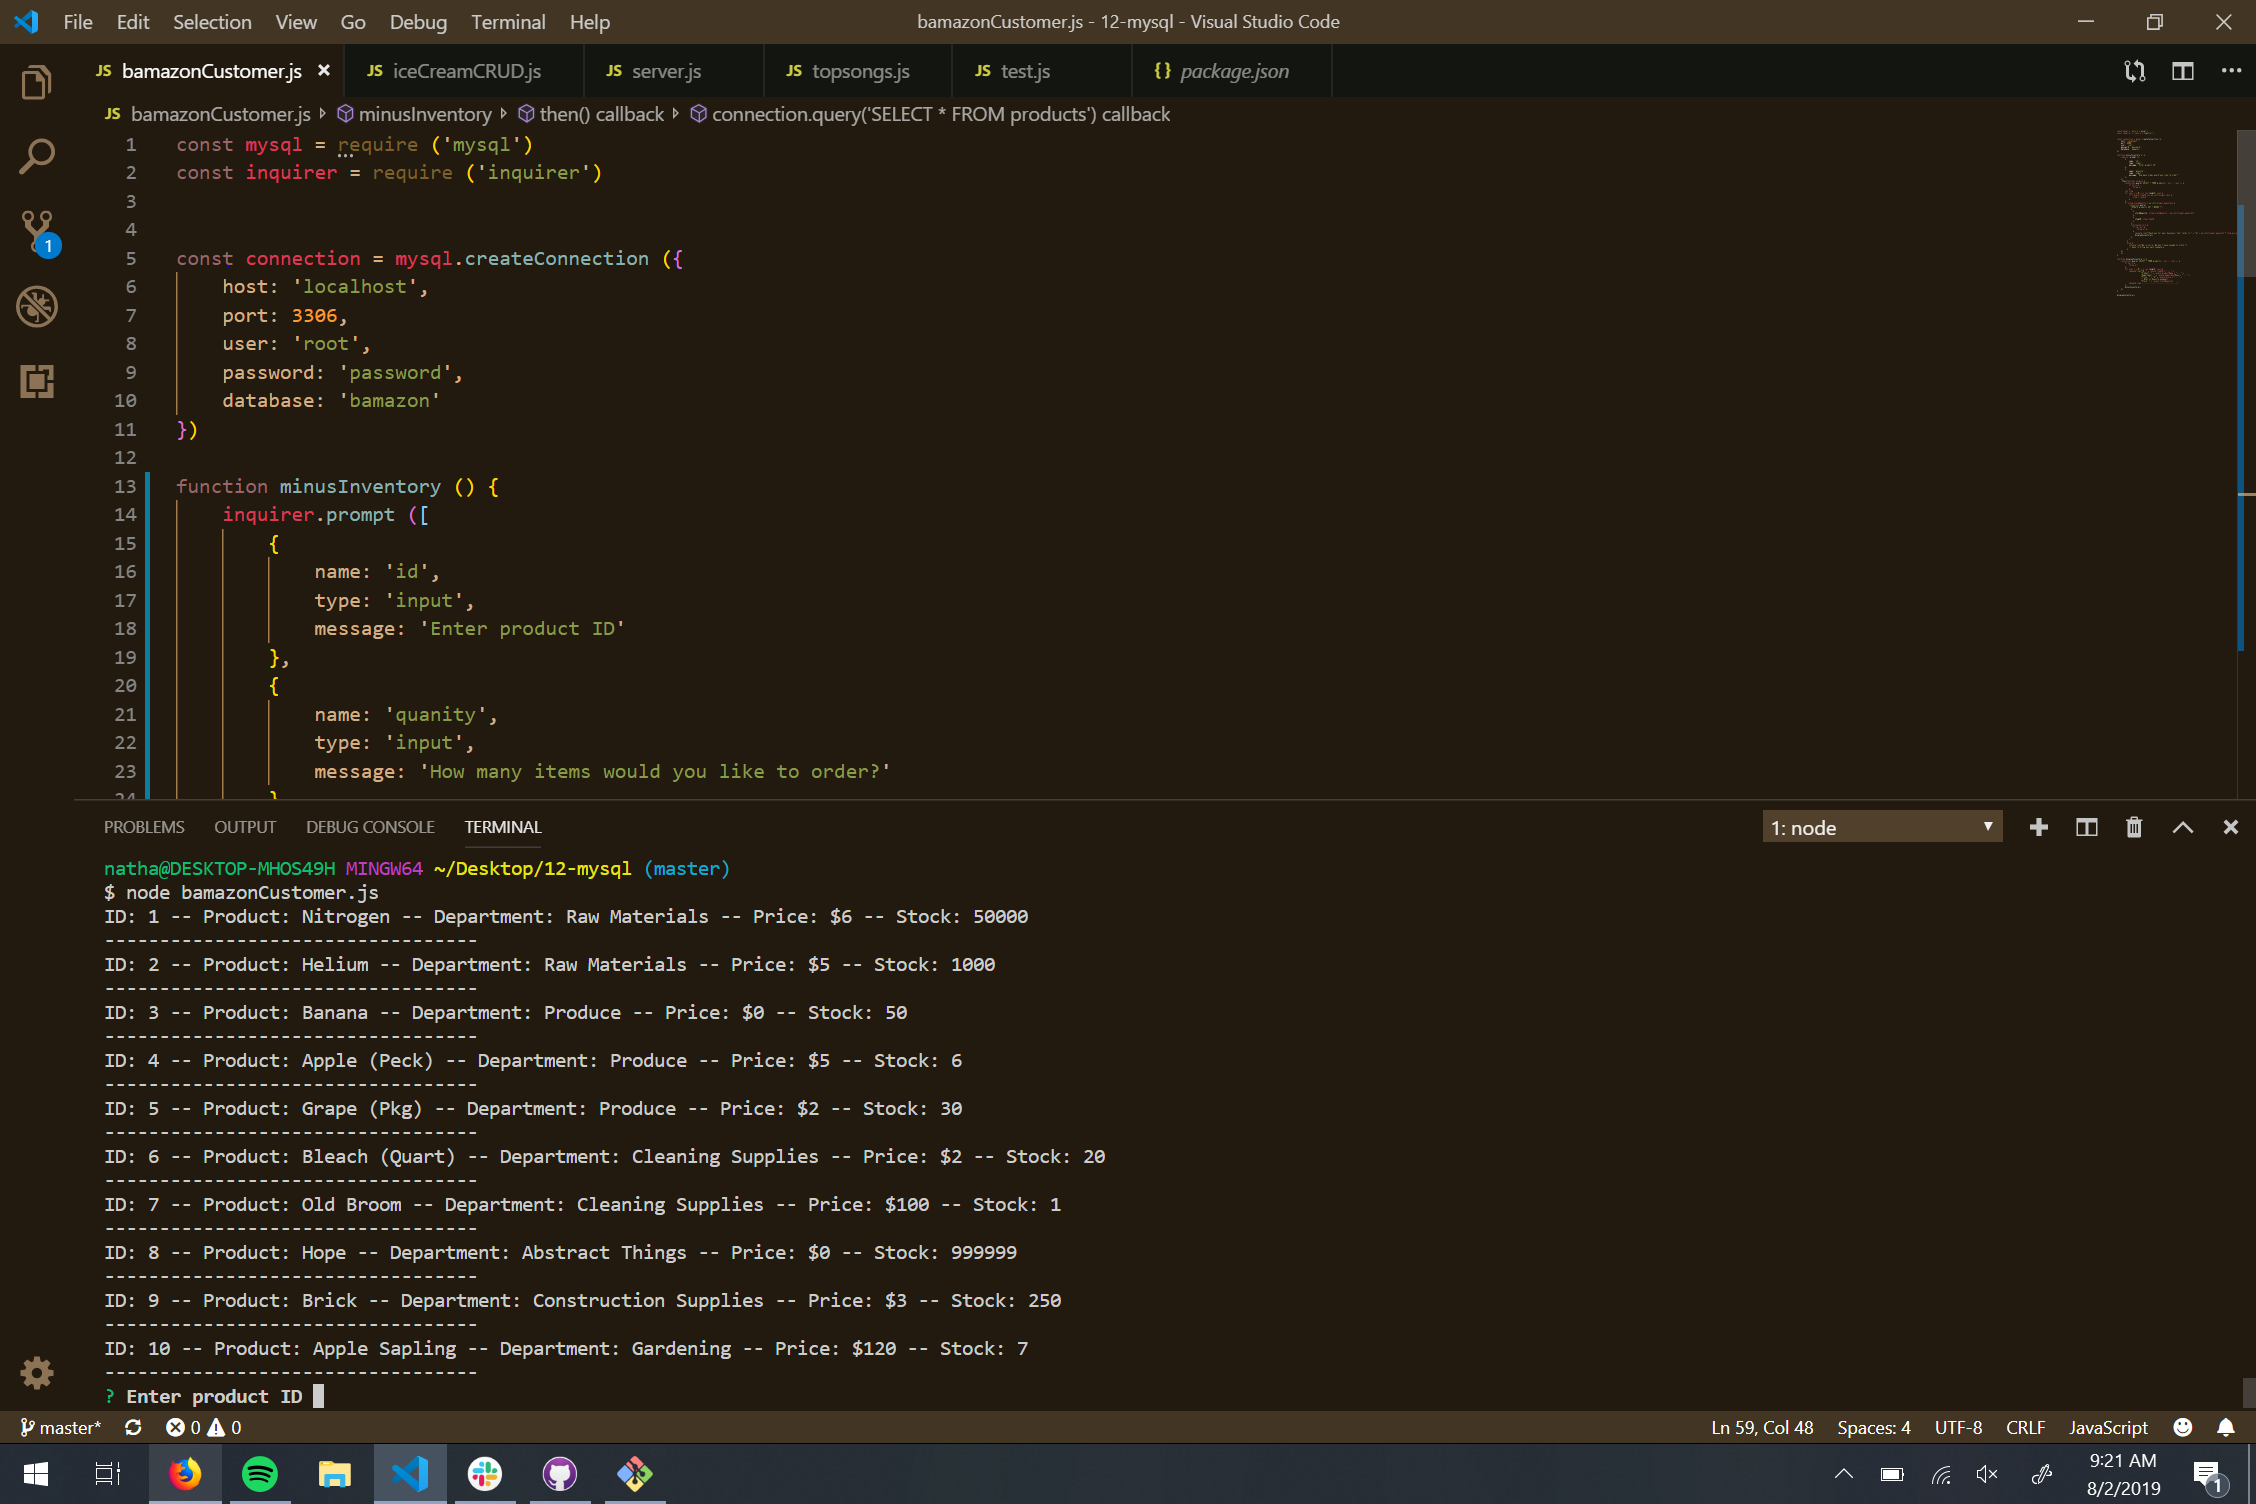 File Edit Selection View Go Debug Terminal Help bamazonCustomer.js - 12-mysql - Visual Studio Code
JS bamazonCustomer.js × JS iceCreamCRUD.js JS server.js JS topsongs.js JS test.js {} package.json
JS bamazonCustomer.js minusInventory then() callback connection.query('SELECT * FROM products') callback
1 const mysql = require ('mysql')
2 const inquirer = require ('inquirer')
3
4
5 const connection = mysql.createConnection ({
6 host: 'localhost',
7 port: 3306,
8 user: 'root',
9 password: 'password',
10 database: 'bamazon'
11 })
12
13 function minusInventory () {
14 inquirer.prompt ([
15 {
16 name: 'id',
17 type: 'input',
18 message: 'Enter product ID'
19 },
20 {
21 name: 'quanity',
22 type: 'input',
23 message: 'How many items would you like to order?'
24 }
1
PROBLEMS OUTPUT DEBUG CONSOLE TERMINAL 1: node
natha@DESKTOP-MHOS49H MINGW64 ~/Desktop/12-mysql (master)
$ node bamazonCustomer.js
ID: 1 -- Product: Nitrogen -- Department: Raw Materials -- Price: $6 -- Stock: 50000
----------------------------------
ID: 2 -- Product: Helium -- Department: Raw Materials -- Price: $5 -- Stock: 1000
----------------------------------
ID: 3 -- Product: Banana -- Department: Produce -- Price: $0 -- Stock: 50
----------------------------------
ID: 4 -- Product: Apple (Peck) -- Department: Produce -- Price: $5 -- Stock: 6
----------------------------------
ID: 5 -- Product: Grape (Pkg) -- Department: Produce -- Price: $2 -- Stock: 30
----------------------------------
ID: 6 -- Product: Bleach (Quart) -- Department: Cleaning Supplies -- Price: $2 -- Stock: 20
----------------------------------
ID: 7 -- Product: Old Broom -- Department: Cleaning Supplies -- Price: $100 -- Stock: 1
----------------------------------
ID: 8 -- Product: Hope -- Department: Abstract Things -- Price: $0 -- Stock: 999999
----------------------------------
ID: 9 -- Product: Brick -- Department: Construction Supplies -- Price: $3 -- Stock: 250
----------------------------------
ID: 10 -- Product: Apple Sapling -- Department: Gardening -- Price: $120 -- Stock: 7
----------------------------------
? Enter product ID
master* 0 0 Ln 59, Col 48 Spaces: 4 UTF-8 CRLF JavaScript
9:21 AM
8/2/2019
1